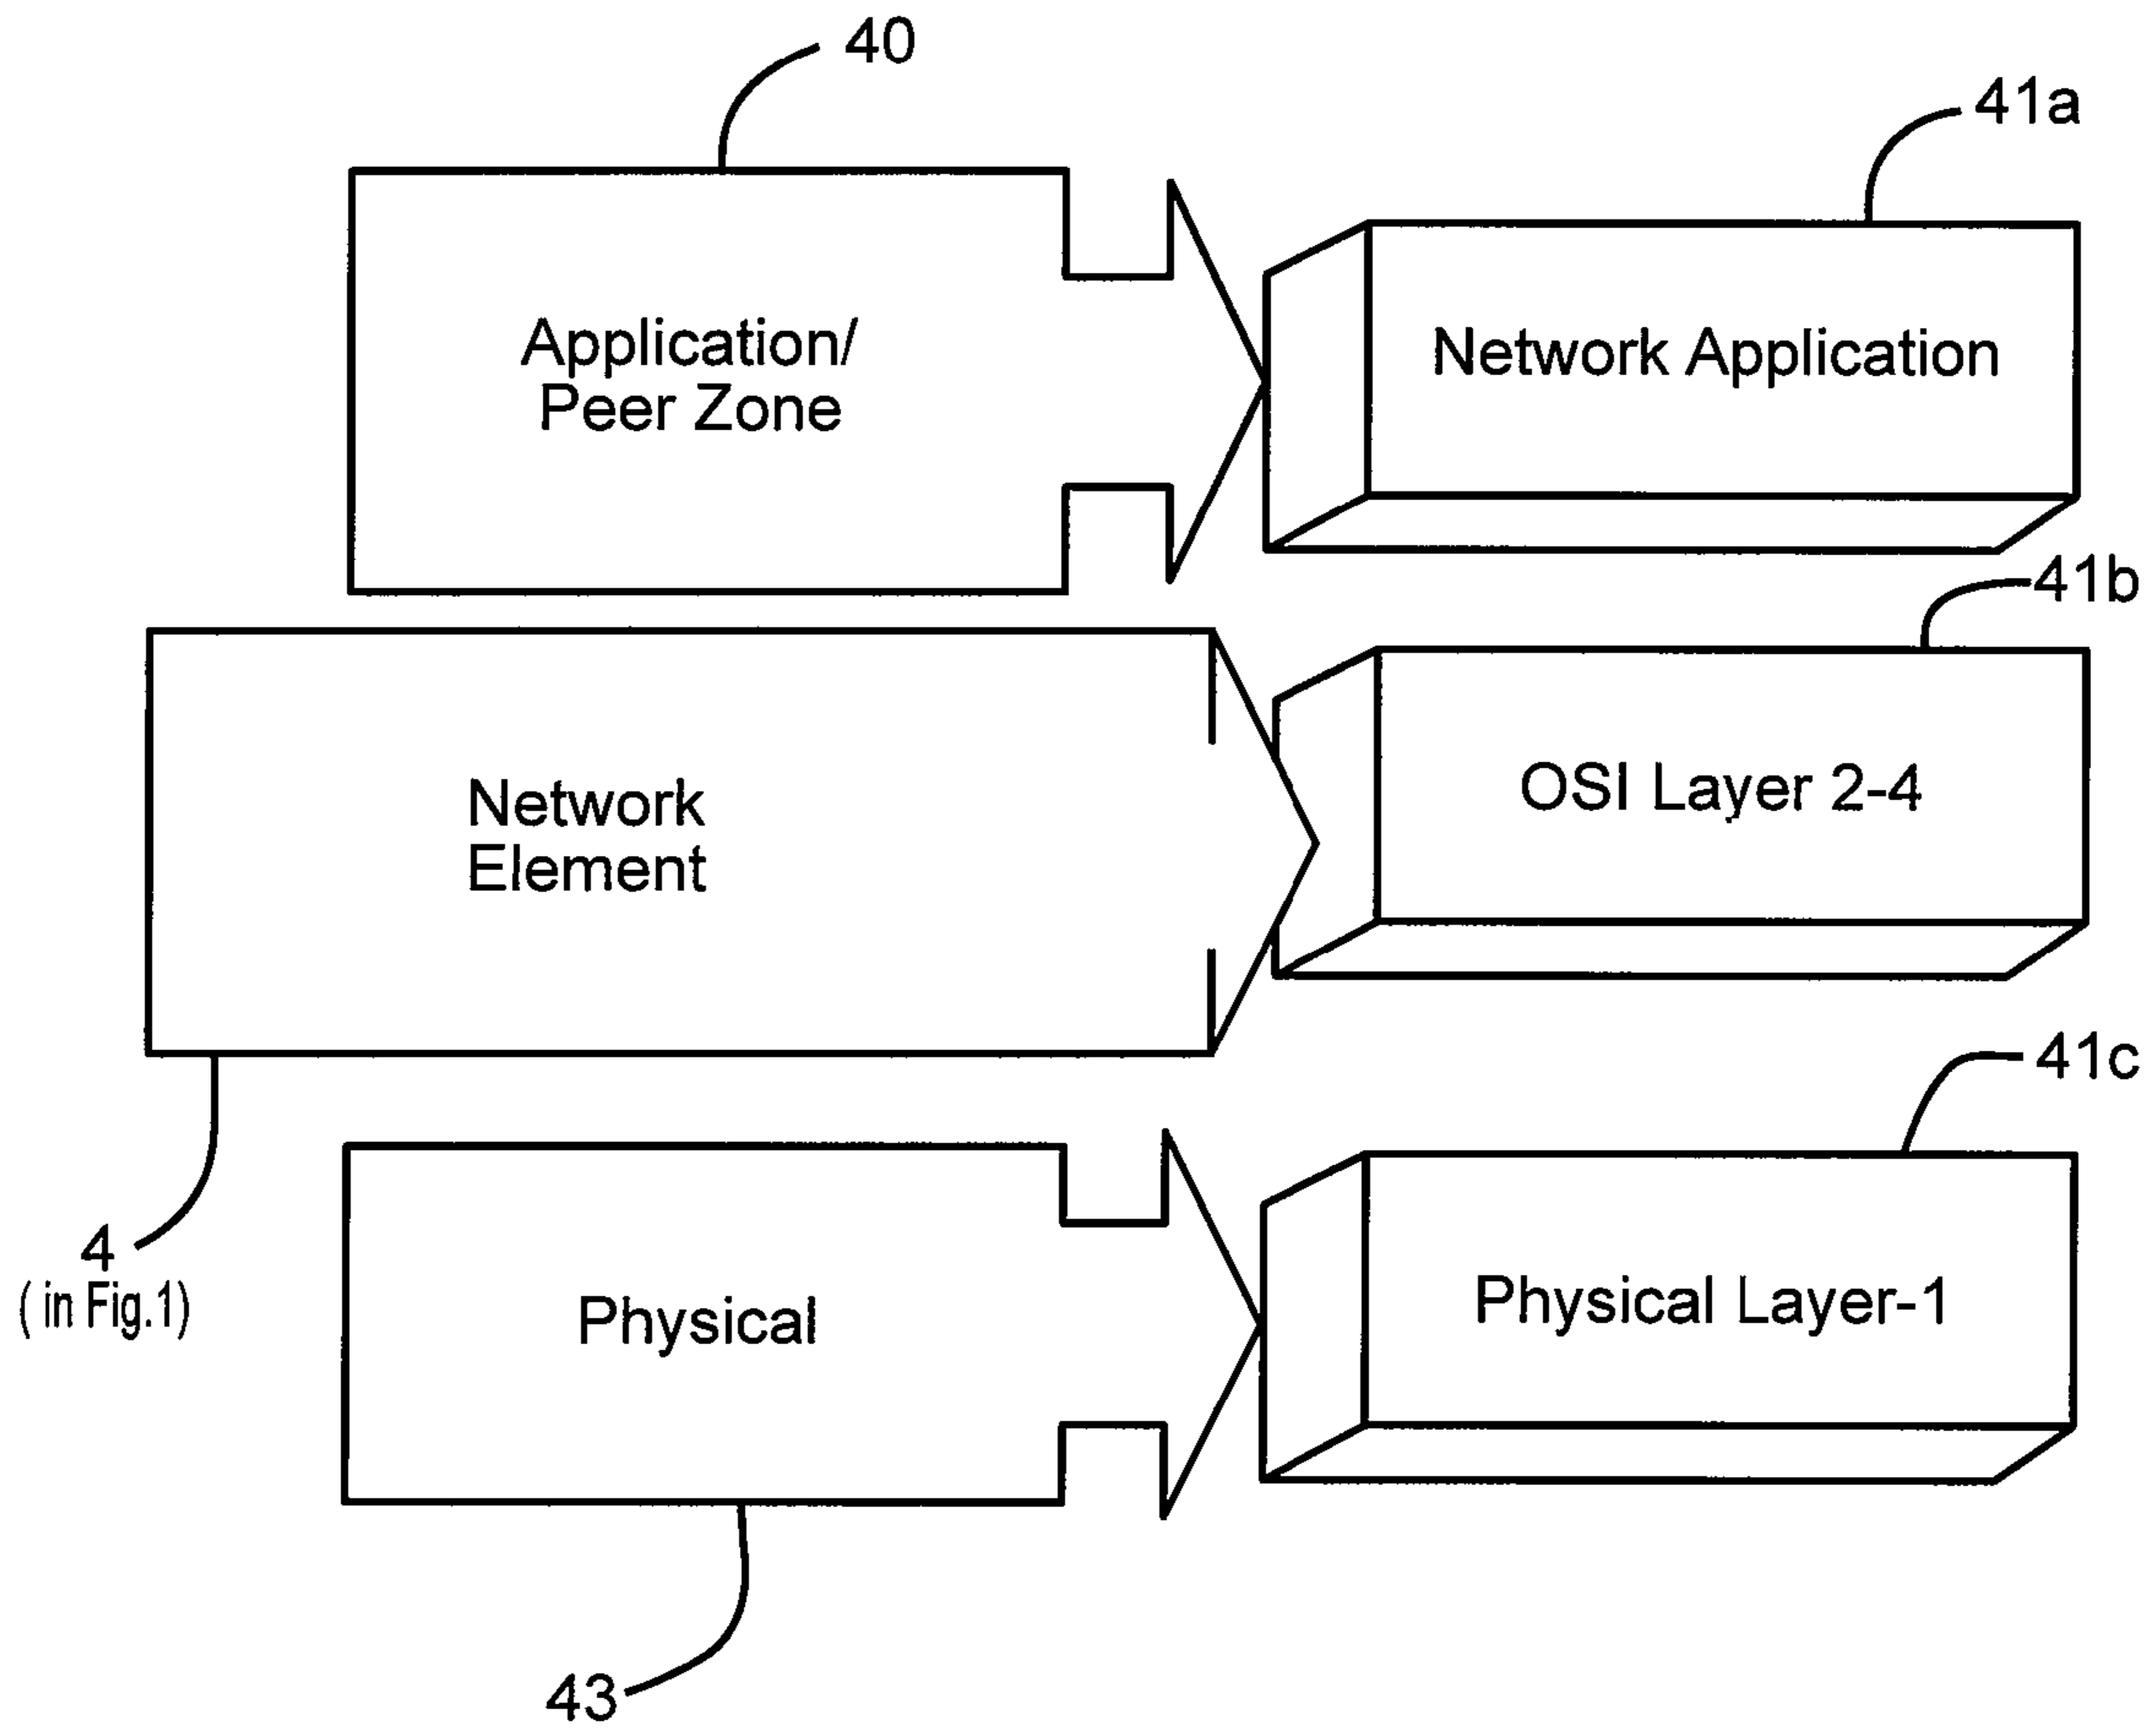 40
41a
Application/
Peer Zone
Network Application
41b
Network
Element
OSI Layer 2-4
41c
4
(in Fig.1)
Physical
Physical Layer-1
43